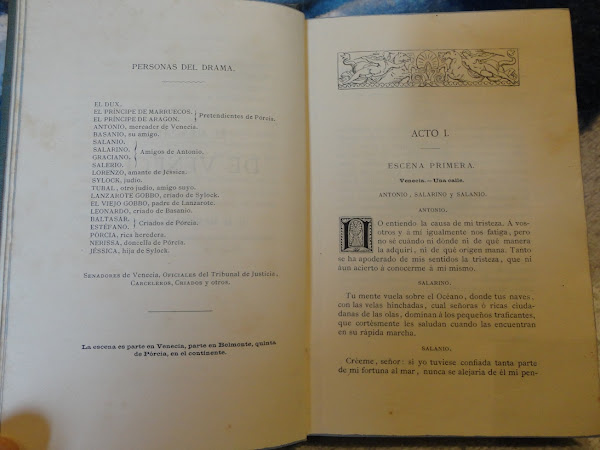 PERSONAS DEL DRAMA.
EL DUX.
EL PRÍNCIPE DE MARRUECOS.
EL PRÍNCIPE DE ARAGON.
Pretendientes de Pórcia.
ANTONIO, mercader de Venecia.
BASANIO, su amigo.
SALANIO.
SALARINO.
GRACIANO.
SALERIO.
Amigos de Antonio.
LORENZO, amante de Jéssica.
SYLOCK, judío.
TUBAL, otro judío, amigo suyo.
LANZAROTE GOBBO, criado de Sylock.
EL VIEJO GOBBO, padre de Lanzarote.
LEONARDO, criado de Basanio.
BALTASAR.
ESTÉFANO.
Criados de Pórcia.
PÓRCIA, rica heredera.
NERISSA, doncella de Pórcia.
JÉSSICA, hija de Sylock.
SENADORES de Venecia, OFICIALES del Tribunal de Justicia,
CARCELEROS, CRIADOS y otros.
La escena es parte en Venecia, parte en Belmonte, quinta
de Pórcia, en el continente.
ACTO I.
ESCENA PRIMERA.
Venecia.—Una calle.
ANTONIO, SALARINO y SALANIO.
ANTONIO.
NO entiendo la causa de mi tristeza. A vos-
otros y á mí igualmente nos fatiga, pero
no sé cuándo ni dónde ni de qué manera
la adquirí, ni de qué orígen mana. Tanto
se ha apoderado de mis sentidos la tristeza, que ni
aun acierto á conocerme á mí mismo.
SALARINO.
Tu mente vuela sobre el Océano, donde tus naves,
con las velas hinchadas, cual señoras ó ricas ciuda-
danas de las olas, dominan á los pequeños traficantes,
que cortésmente les saludan cuando las encuentran
en su rápida marcha.
SALANIO.
Créeme, señor: si yo tuviese confiada tanta parte
de mi fortuna al mar, nunca se alejaria de él mi pen-